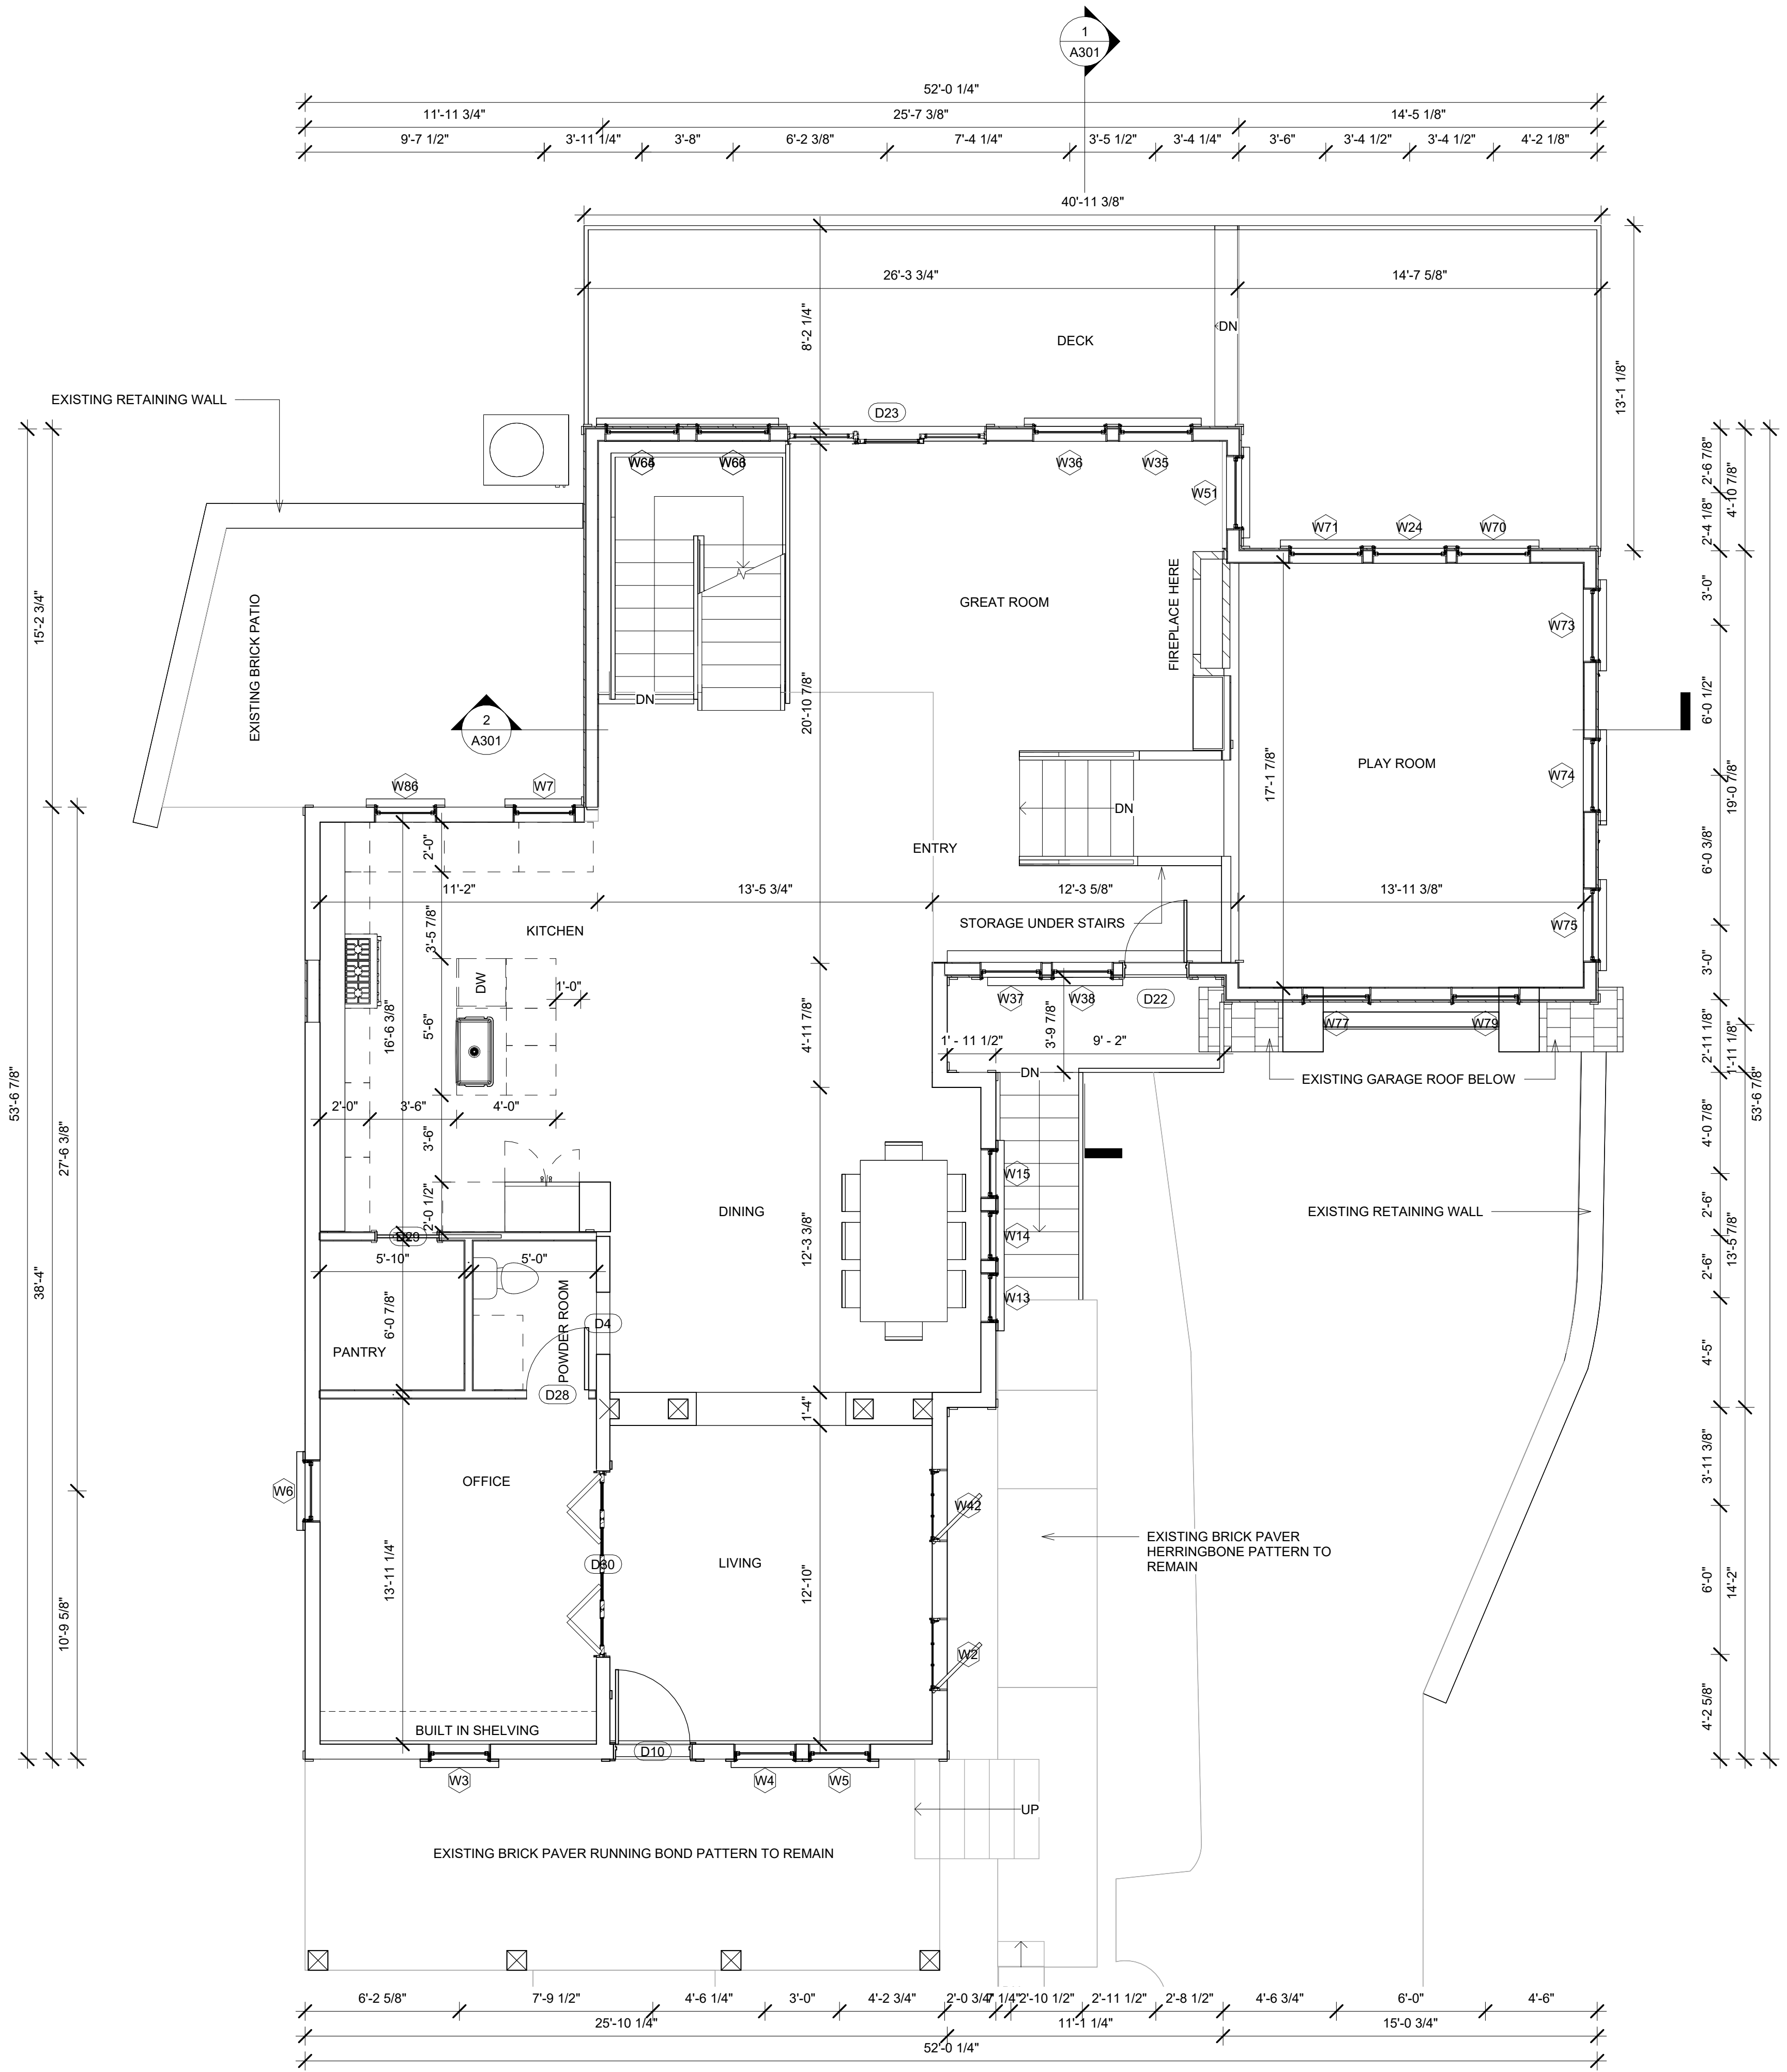 1
A301
52'-0 1/4"
11'-11 3/4"
25'-7 3/8"
14'-5 1/8"
9'-7 1/2"
3'-11 1/4"
3'-8"
6'-2 3/8"
7'-4 1/4"
3'-5 1/2"
3'-4 1/4"
3'-6"
3'-4 1/2"
3'-4 1/2"
4'-2 1/8"
40'-11 3/8"
26'-3 3/4"
14'-7 5/8"
8'-2 1/4"
DN
DECK
13'-1 1/8"
EXISTING RETAINING WALL
D23
W66
W36
W35
W51
W71
W24
W70
2'-6 7/8"
4'-10 7/8"
2'-4 1/8"
EXISTING BRICK PATIO
15'-2 3/4"
GREAT ROOM
FIREPLACE HERE
W73
3'-0"
DN
2
A301
20'-10 7/8"
17'-1 7/8"
PLAY ROOM
6'-0 1/2"
W74
19'-0 7/8"
W86
W7
DN
2'-0"
ENTRY
6'-0 3/8"
11'-2"
13'-5 3/4"
12'-3 5/8"
13'-11 3/8"
3'-5 7/8"
KITCHEN
STORAGE UNDER STAIRS
W75
3'-0"
DW
1'-0"
W37
W38
D22
16'-6 3/8"
5'-6"
4'-11 7/8"
1' - 11 1/2"
3'-9 7/8"
9' - 2"
W77
W79
2'-11 1/8"
1'-11 1/8"
DN
EXISTING GARAGE ROOF BELOW
53'-6 7/8"
53'-6 7/8"
2'-0"
3'-6"
4'-0"
27'-6 3/8"
3'-6"
4'-0 7/8"
W15
2'-0 1/2"
DINING
12'-3 3/8"
W14
EXISTING RETAINING WALL
2'-6"
13'-5 7/8"
D29
5'-10"
5'-0"
38'-4"
2'-6"
W13
6'-0 7/8"
POWDER ROOM
D4
PANTRY
4'-5"
D28
1'-4"
OFFICE
W6
W42
3'-11 3/8"
EXISTING BRICK PAVER
HERRINGBONE PATTERN TO
REMAIN
D30
LIVING
13'-11 1/4"
12'-10"
6'-0"
14'-2"
10'-9 5/8"
W2
4'-2 5/8"
BUILT IN SHELVING
D10
W3
W4
W5
UP
EXISTING BRICK PAVER RUNNING BOND PATTERN TO REMAIN
6'-2 5/8"
7'-9 1/2"
4'-6 1/4"
3'-0"
4'-2 3/4"
2'-0 3/4"
7 1/4"
2'-10 1/2"
2'-11 1/2"
2'-8 1/2"
4'-6 3/4"
6'-0"
4'-6"
25'-10 1/4"
11'-1 1/4"
15'-0 3/4"
52'-0 1/4"